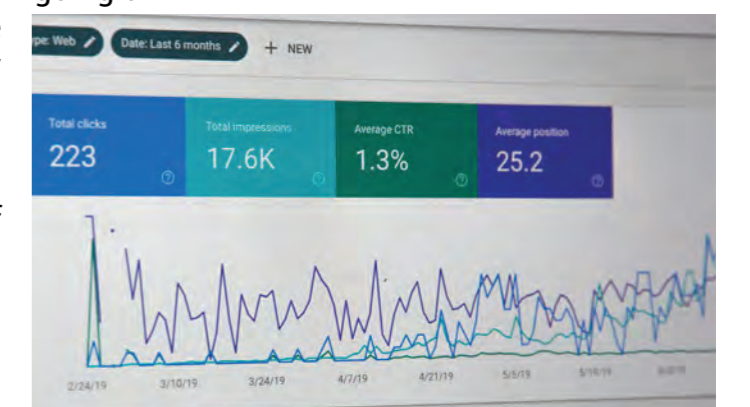 ype: Web
Date: Last 6 months
+ NEW
Total clicks
Total impressions
Average CTR
Average position
223
17.6K
1.3%
25.2
2/24/19
3/10/19
3/24/19
4/7/19
4/21/19
5/5/19
5/19/19